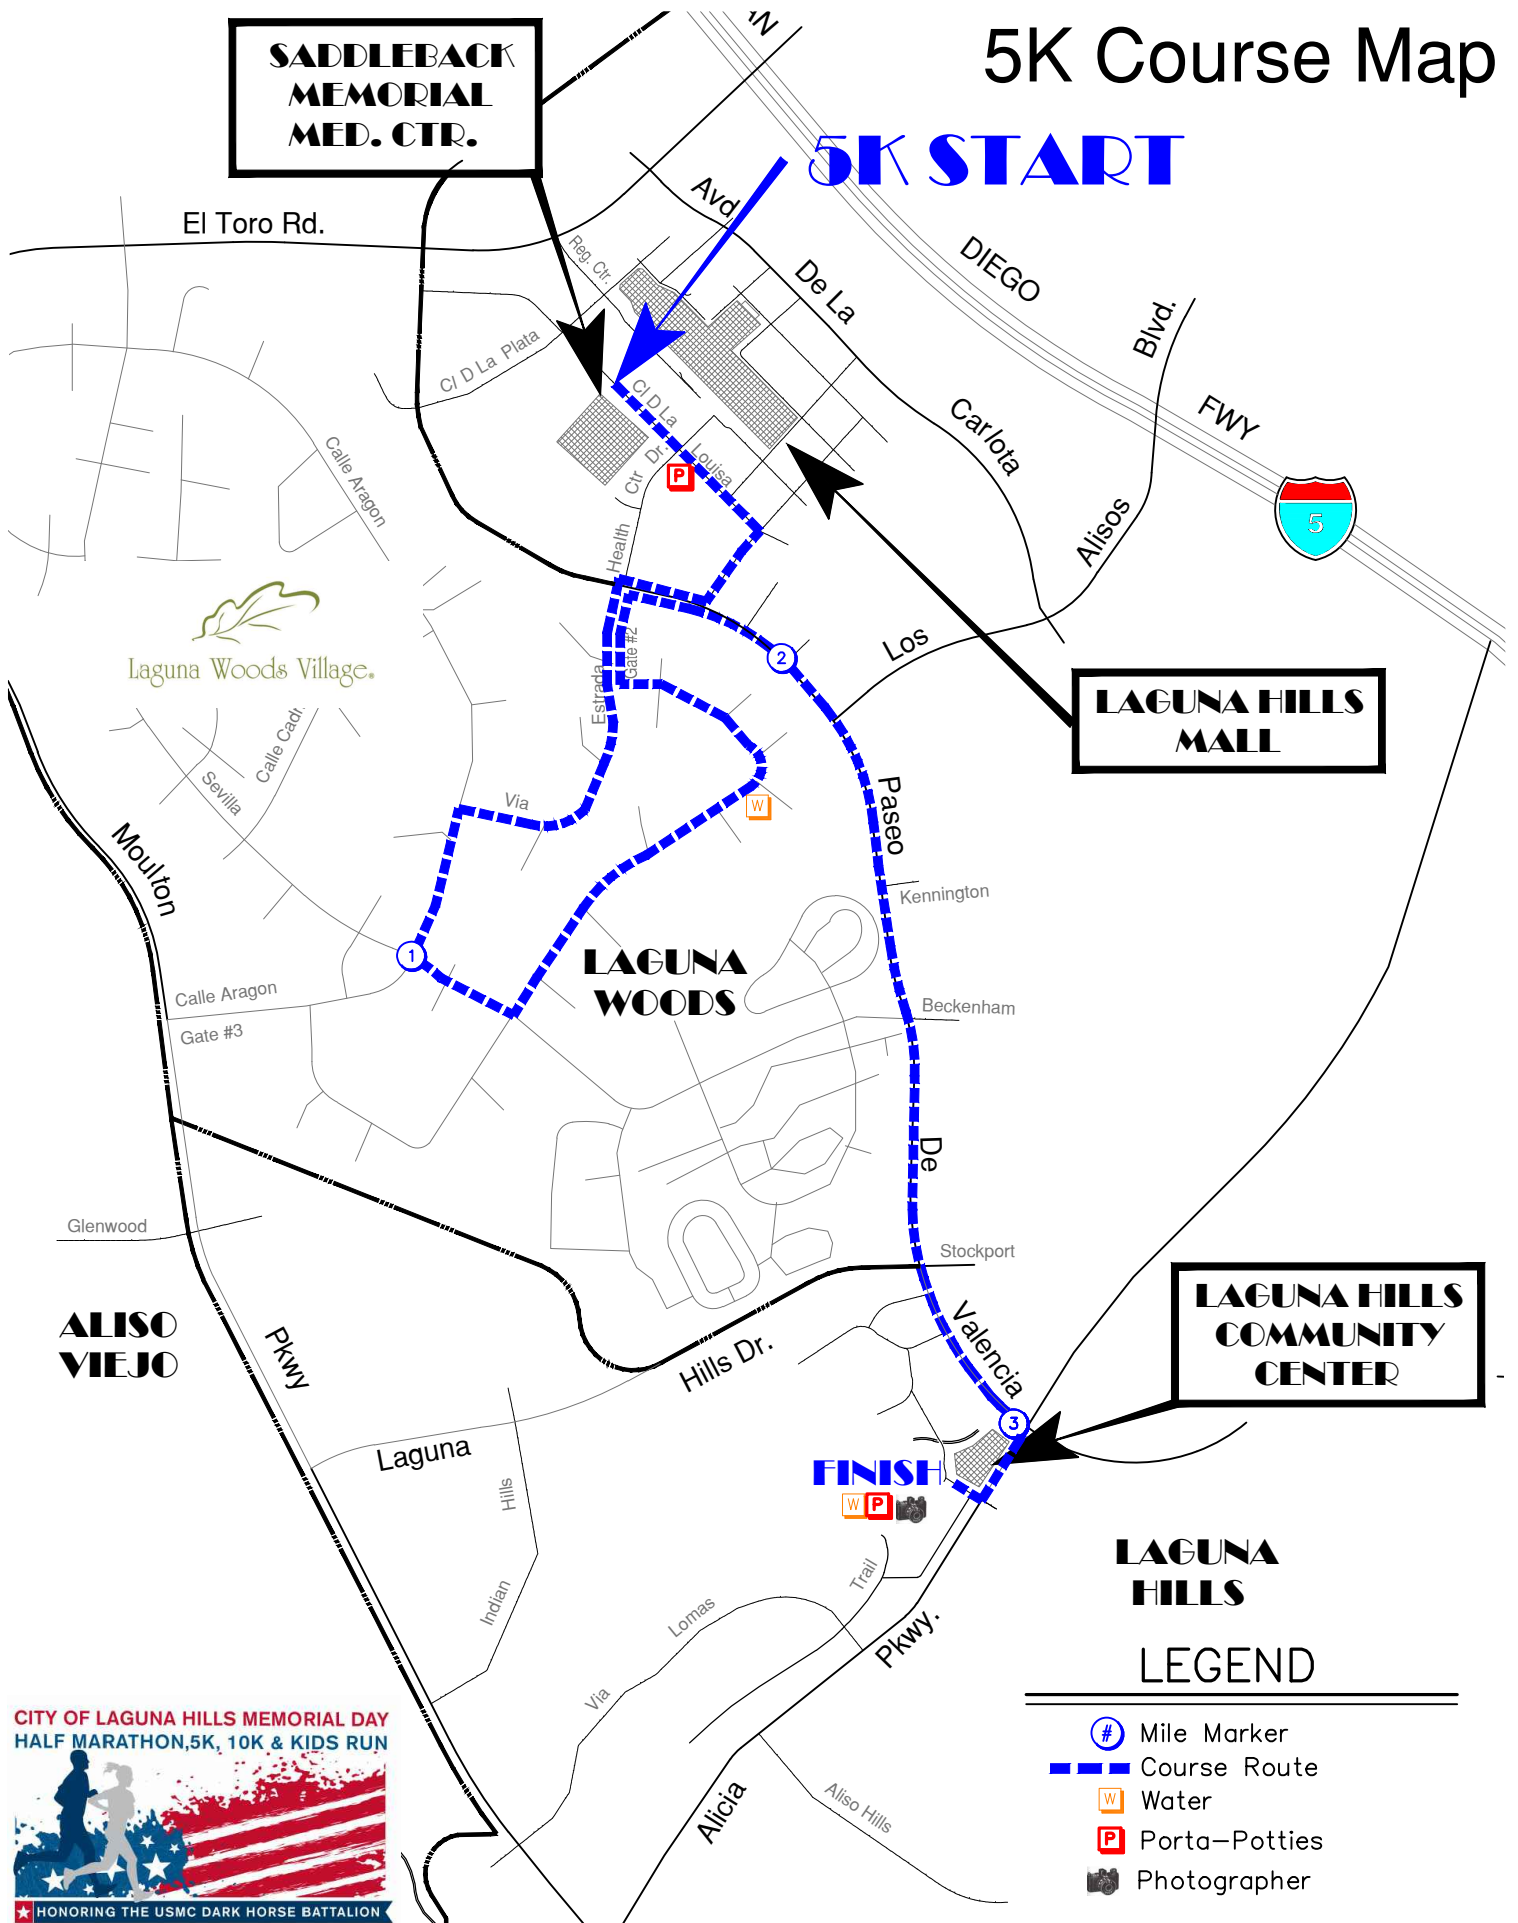 5K Course Map
SADDLEBACK
MEMORIAL
MED. CTR.
5K START
AN
El Toro Rd.
Avd
Reg. Ctr.
De La
DIEGO
Blvd.
C/ D La Plata
C/ D La
Louisa
Carlota
FWY
5
Calle Aragon
Ctr
Dr.
P
Health
Alisos
Los
Laguna Woods Village®
Gate #2
Estrada
2
LAGUNA HILLS
MALL
Calle Cadi
Sevilla
Via
W
Paseo
Moulton
Kennington
1
LAGUNA
WOODS
Calle Aragon
Gate #3
Beckenham
De
Glenwood
Stockport
ALISO
VIEJO
Pkwy
Hills Dr.
Valencia
LAGUNA HILLS
COMMUNITY
CENTER
3
Laguna
FINISH
W P
Hills
Indian
Trail
Lomas
Via
Pkwy.
LAGUNA
HILLS
Alicia
Aliso Hills
LEGEND
# Mile Marker
Course Route
W Water
P Porta-Potties
Photographer
CITY OF LAGUNA HILLS MEMORIAL DAY
HALF MARATHON,5K, 10K & KIDS RUN
HONORING THE USMC DARK HORSE BATTALION